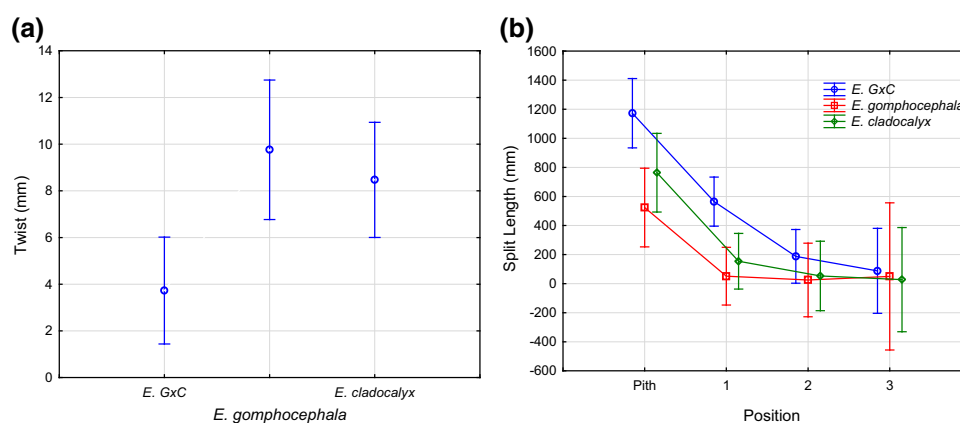 (a)
14
12
10
8
6
4
2
0
Twist (mm)
E. GxC
E. cladocalyx
E. gomphocephala
(b)
1600
1400
1200
1000
800
600
400
200
0
-200
-400
-600
Split Length (mm)
E. GxC
E. gomphocephala
E. cladocalyx
Pith 1 2 3
Position